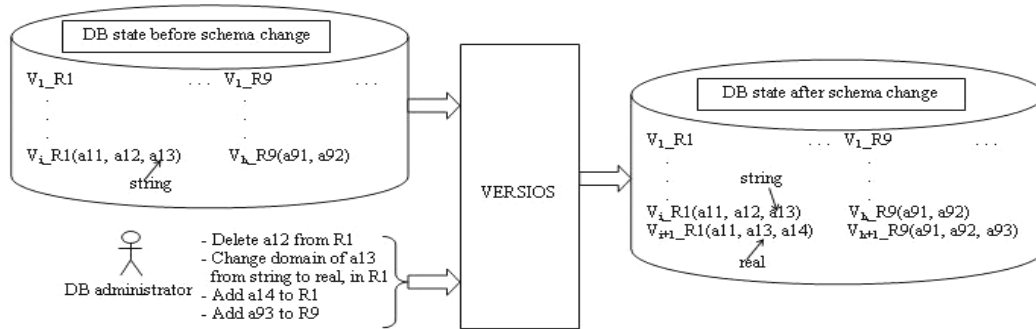 DB state before schema change
V1_R1 ... V1_R9
.
.
.
Vi_R1(a11, a12, a13) Vh_R9(a91, a92)
string
DB administrator
- Delete a12 from R1
- Change domain of a13
from string to real, in R1
- Add a14 to R1
- Add a93 to R9
VERSIOS
DB state after schema change
V1_R1 ... V1_R9 ...
.
.
.
string
Vi_R1(a11, a12, a13) Vh_R9(a91, a92)
Vi+1_R1(a11, a13, a14) Vh+1_R9(a91, a92, a93)
real